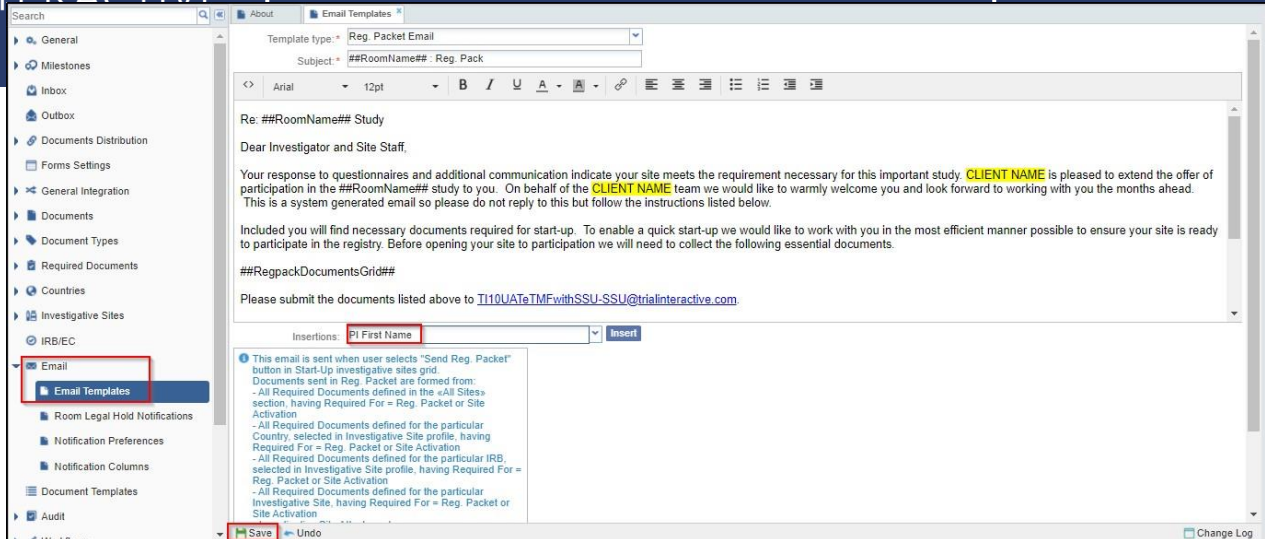 Search
About
Email Templates
General
Milestones
Inbox
Outbox
Documents Distribution
Forms Settings
General Integration
Documents
Document Types
Required Documents
Countries
Investigative Sites
IRB/EC
Email
Email Templates
Room Legal Hold Notifications
Notification Preferences
Notification Columns
Document Templates
Audit
Template type:* Reg. Packet Email
Subject:* ##RoomName## : Reg. Pack
<> Arial 12pt B I U A A
Re: ##RoomName## Study
Dear Investigator and Site Staff,
Your response to questionnaires and additional communication indicate your site meets the requirement necessary for this important study. CLIENT NAME is pleased to extend the offer of
participation in the ##RoomName## study to you. On behalf of the CLIENT NAME team we would like to warmly welcome you and look forward to working with you the months ahead.
This is a system generated email so please do not reply to this but follow the instructions listed below.
Included you will find necessary documents required for start-up. To enable a quick start-up we would like to work with you in the most efficient manner possible to ensure your site is ready
to participate in the registry. Before opening your site to participation we will need to collect the following essential documents.
##RegpackDocumentsGrid##
Please submit the documents listed above to TI10UATeTMFwithSSU-SSU@trialinteractive.com.
Insertions: PI First Name Insert
This email is sent when user selects "Send Reg. Packet"
button in Start-Up investigative sites grid.
Documents sent in Reg. Packet are formed from:
- All Required Documents defined in the «All Sites»
section, having Required For = Reg. Packet or Site
Activation
- All Required Documents defined for the particular
Country, selected in Investigative Site profile, having
Required For = Reg. Packet or Site Activation
- All Required Documents defined for the particular IRB,
selected in Investigative Site profile, having Required For =
Reg. Packet or Site Activation
- All Required Documents defined for the particular
Investigative Site, having Required For = Reg. Packet or
Site Activation
Save Undo
Change Log